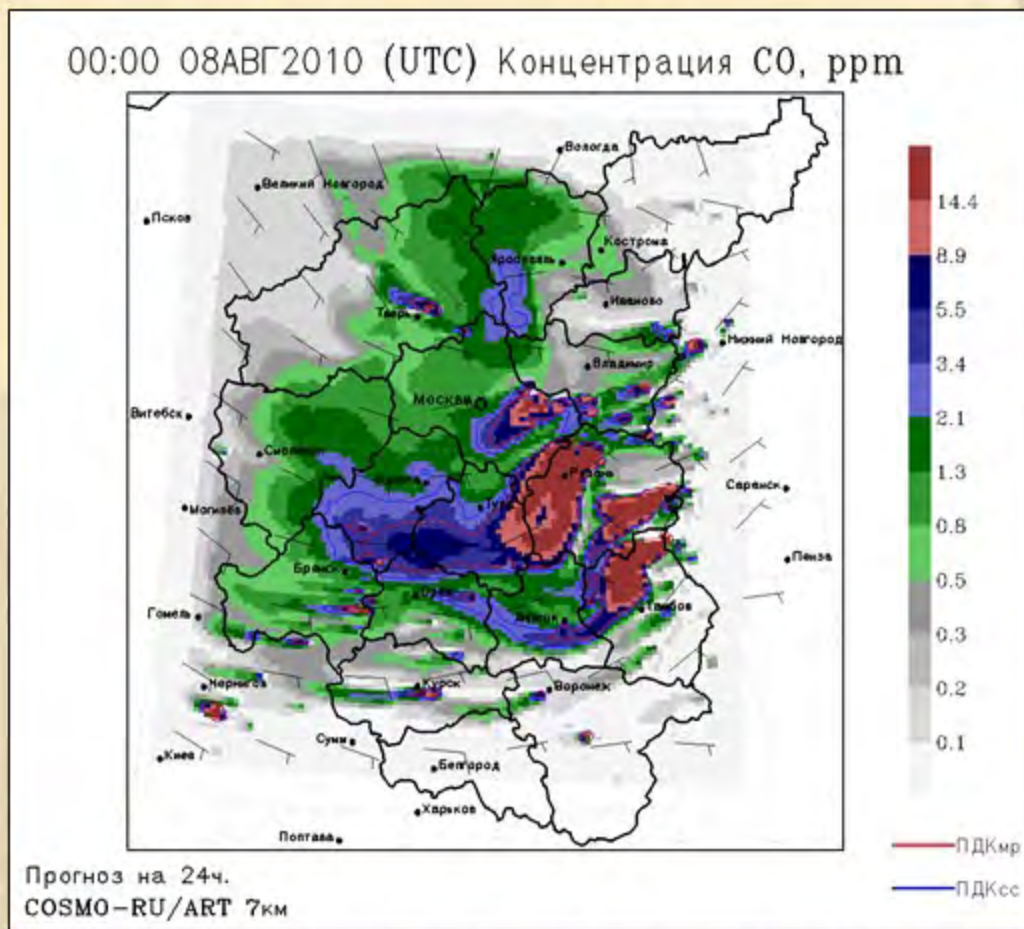 00:00 08АВГ2010 (UTC) Концентрация CO, ppm
Вологда
Великий Новгород
Псков
Кострома
Ярославль
Иваново
Тверь
Нижний Новгород
Владимир
Москва
Витебск
Смоленск
Рязань
Калуга
Саранск
Тула
Могилёв
Пенза
Брянск
Орёл
Тамбов
Гомель
Липецк
Чернигов
Курск
Воронеж
Сумы
Киев
Белгород
Харьков
Полтава
14.4
8.9
5.5
3.4
2.1
1.3
0.8
0.5
0.3
0.2
0.1
ПДКмр
ПДКсс
Прогноз на 24ч.
COSMO-RU/ART 7км